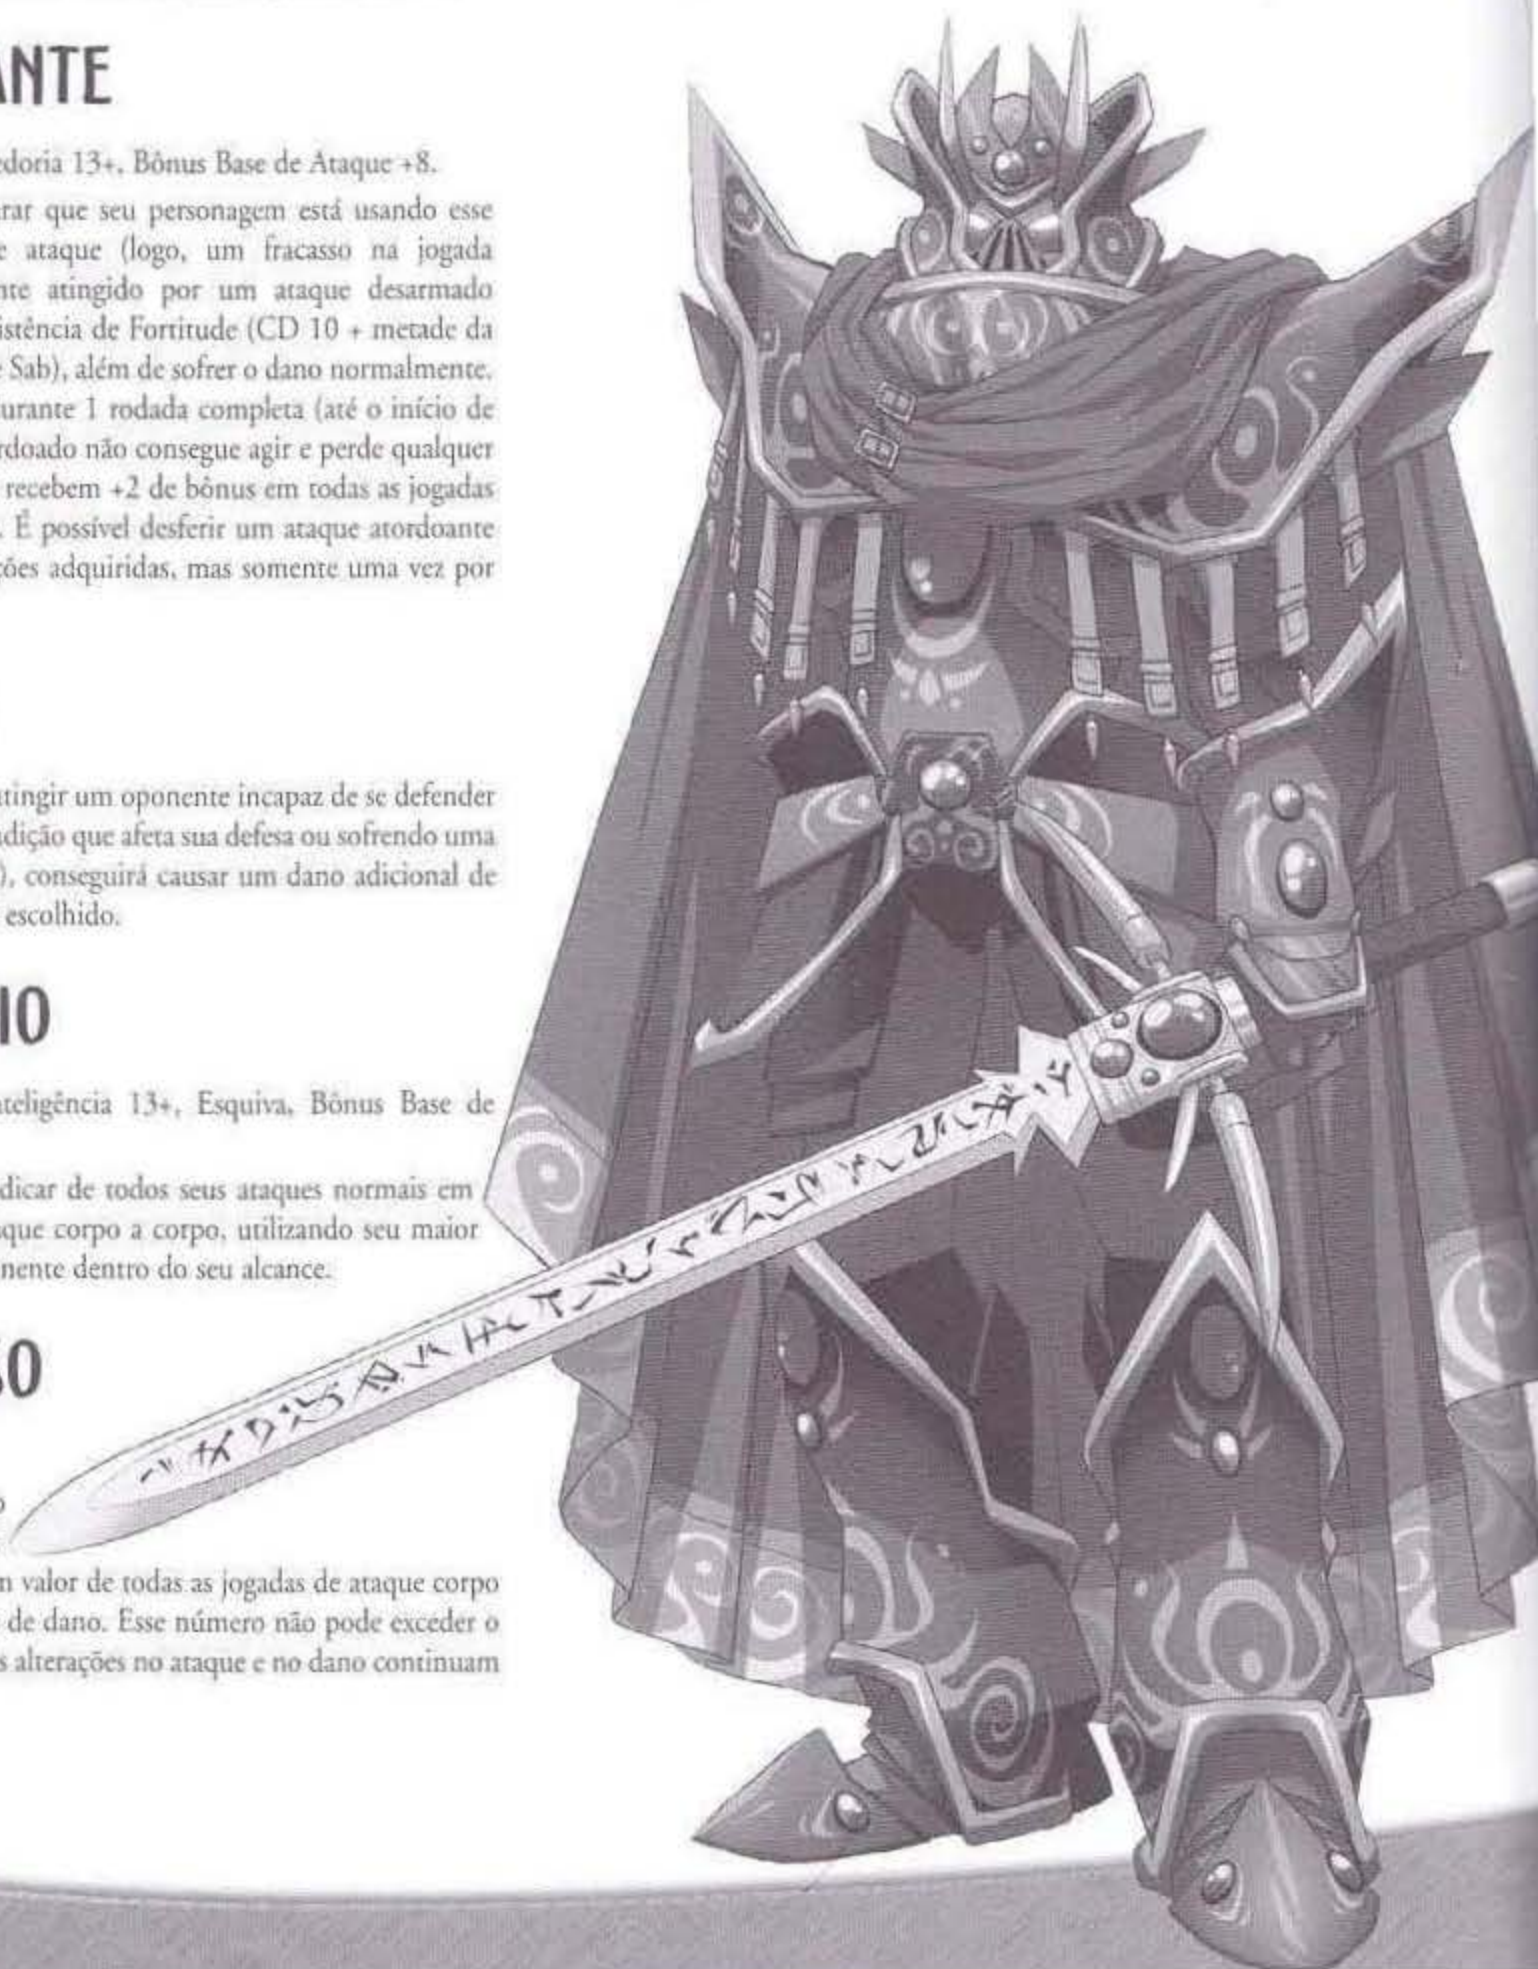 ANTE
edoria 13+, Bônus Base de Ataque +8.
rar que seu personagem está usando esse
e ataque (logo, um fracasso na jogada
nte atingido por um ataque desarmado
istência de Fortitude (CD 10 + metade da
e Sab), além de sofrer o dano normalmente.
urante 1 rodada completa (até o início de
rdoado não consegue agir e perde qualquer
recebem +2 de bônus em todas as jogadas
. É possível desferir um ataque atordoante
ções adquiridas, mas somente uma vez por
tingir um oponente incapaz de se defender
dição que afeta sua defesa ou sofrendo uma
), conseguirá causar um dano adicional de
escolhido.
IO
nteligência 13+, Esquiva, Bônus Base de
dicar de todos seus ataques normais em
que corpo a corpo, utilizando seu maior
nente dentro do seu alcance.
SO
o
m valor de todas as jogadas de ataque corpo
de dano. Esse número não pode exceder o
s alterações no ataque e no dano continuam